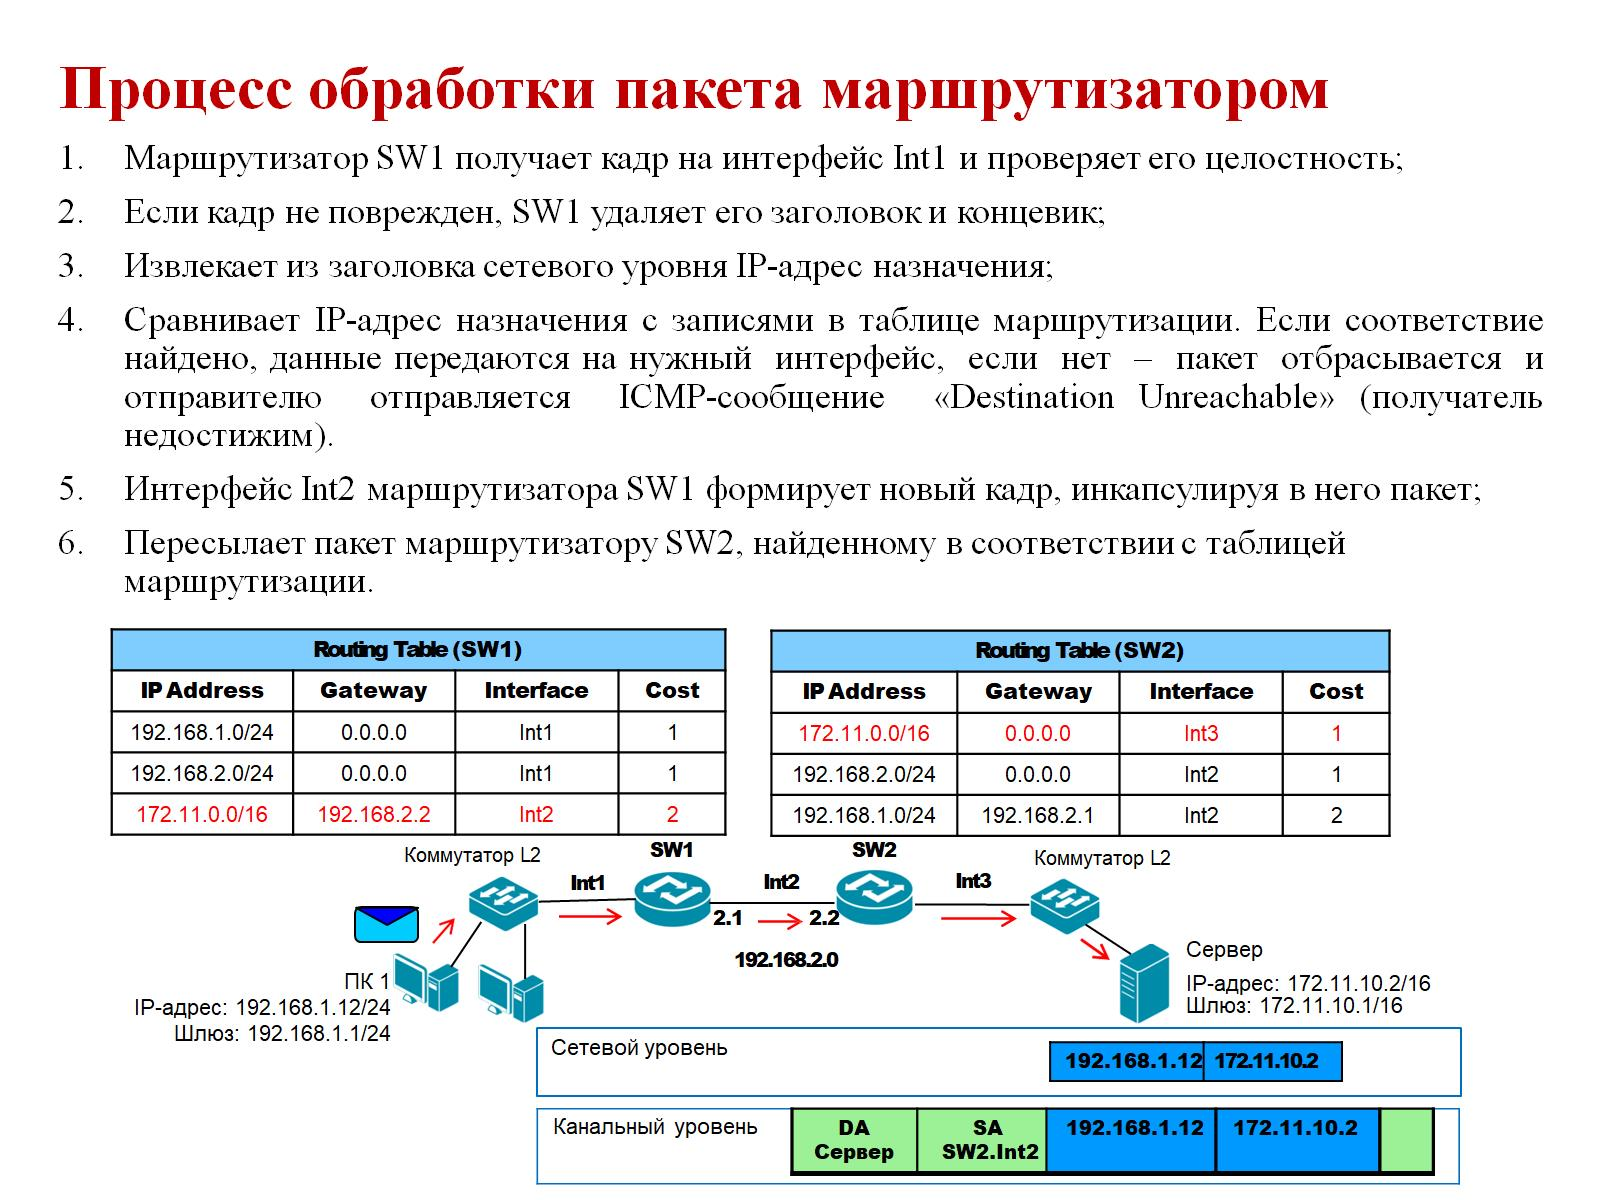 Процесс обработки пакета маршрутизатором
1. Маршрутизатор SW1 получает кадр на интерфейс Int1 и проверяет его целостность;
2. Если кадр не поврежден, SW1 удаляет его заголовок и концевик;
3. Извлекает из заголовка сетевого уровня IP-адрес назначения;
4. Сравнивает IP-адрес назначения с записями в таблице маршрутизации. Если соответствие
найдено, данные передаются на нужный интерфейс, если нет – пакет отбрасывается и
отправителю отправляется ICMP-сообщение «Destination Unreachable» (получатель
недостижим).
5. Интерфейс Int2 маршрутизатора SW1 формирует новый кадр, инкапсулируя в него пакет;
6. Пересылает пакет маршрутизатору SW2, найденному в соответствии с таблицей
маршрутизации.
Routing Table (SW1)
IP Address Gateway Interface Cost
192.168.1.0/24 0.0.0.0 Int1 1
192.168.2.0/24 0.0.0.0 Int1 1
172.11.0.0/16 192.168.2.2 Int2 2
Routing Table (SW2)
IP Address Gateway Interface Cost
172.11.0.0/16 0.0.0.0 Int3 1
192.168.2.0/24 0.0.0.0 Int2 1
192.168.1.0/24 192.168.2.1 Int2 2
Коммутатор L2
SW1
SW2
Коммутатор L2
Int1
Int2
Int3
2.1
2.2
192.168.2.0
ПК 1
IP-адрес: 192.168.1.12/24
Шлюз: 192.168.1.1/24
Сервер
IP-адрес: 172.11.10.2/16
Шлюз: 172.11.10.1/16
Сетевой уровень
192.168.1.12 172.11.10.2
Канальный уровень
DA
Сервер
SA
SW2.Int2
192.168.1.12
172.11.10.2